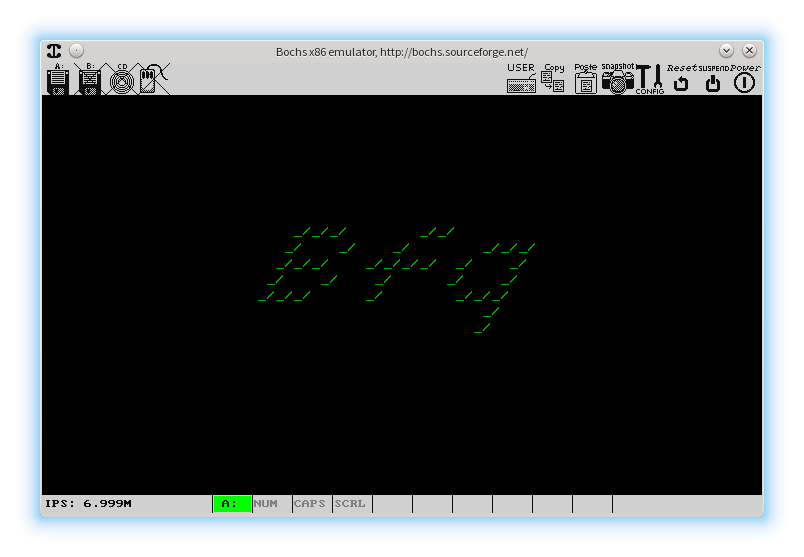 Bochs x86 emulator, http://bochs.sourceforge.net/
A: B: CD USER Copy Paste snapshot CONFIG Reset SUSPEND Power
Bfq
IPS: 6.999M A: NUM CAPS SCRL